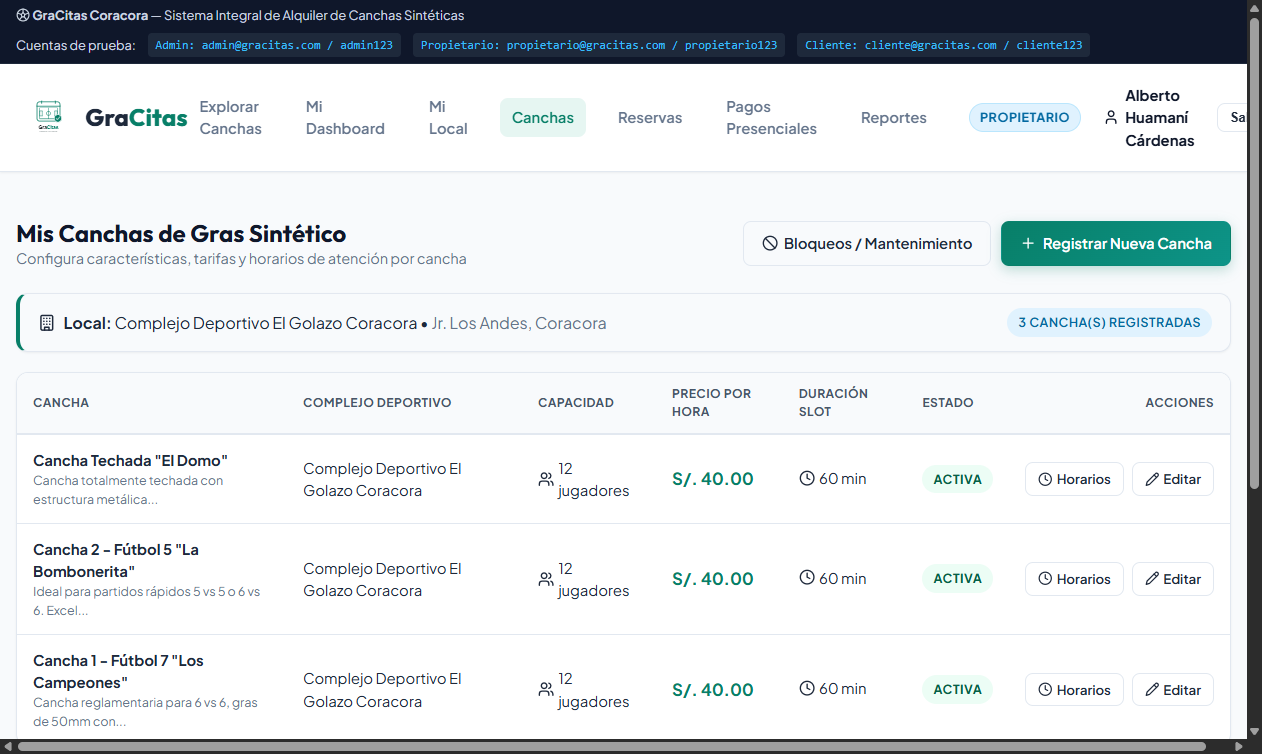 GraCitas Coracora — Sistema Integral de Alquiler de Canchas Sintéticas
Cuentas de prueba: Admin: admin@gracitas.com / admin123 Propietario: propietario@gracitas.com / propietario123 Cliente: cliente@gracitas.com / cliente123
GraCitas
GraCitas
Explorar
Canchas
Mi
Dashboard
Mi
Local
Canchas
Reservas
Pagos
Presenciales
Reportes
PROPIETARIO
Alberto
Huamaní
Cárdenas
Sa
Mis Canchas de Gras Sintético
Configura características, tarifas y horarios de atención por cancha
Bloqueos / Mantenimiento
+ Registrar Nueva Cancha
Local: Complejo Deportivo El Golazo Coracora • Jr. Los Andes, Coracora
3 CANCHA(S) REGISTRADAS
CANCHA
COMPLEJO DEPORTIVO
CAPACIDAD
PRECIO POR
HORA
DURACIÓN
SLOT
ESTADO
ACCIONES
Cancha Techada "El Domo"
Cancha totalmente techada con
estructura metálica...
Complejo Deportivo El
Golazo Coracora
12
jugadores
S/. 40.00
60 min
ACTIVA
Horarios
Editar
Cancha 2 - Fútbol 5 "La
Bombonerita"
Ideal para partidos rápidos 5 vs 5 o 6 vs
6. Excel...
Complejo Deportivo El
Golazo Coracora
12
jugadores
S/. 40.00
60 min
ACTIVA
Horarios
Editar
Cancha 1 - Fútbol 7 "Los
Campeones"
Cancha reglamentaria para 6 vs 6, gras
de 50mm con...
Complejo Deportivo El
Golazo Coracora
12
jugadores
S/. 40.00
60 min
ACTIVA
Horarios
Editar